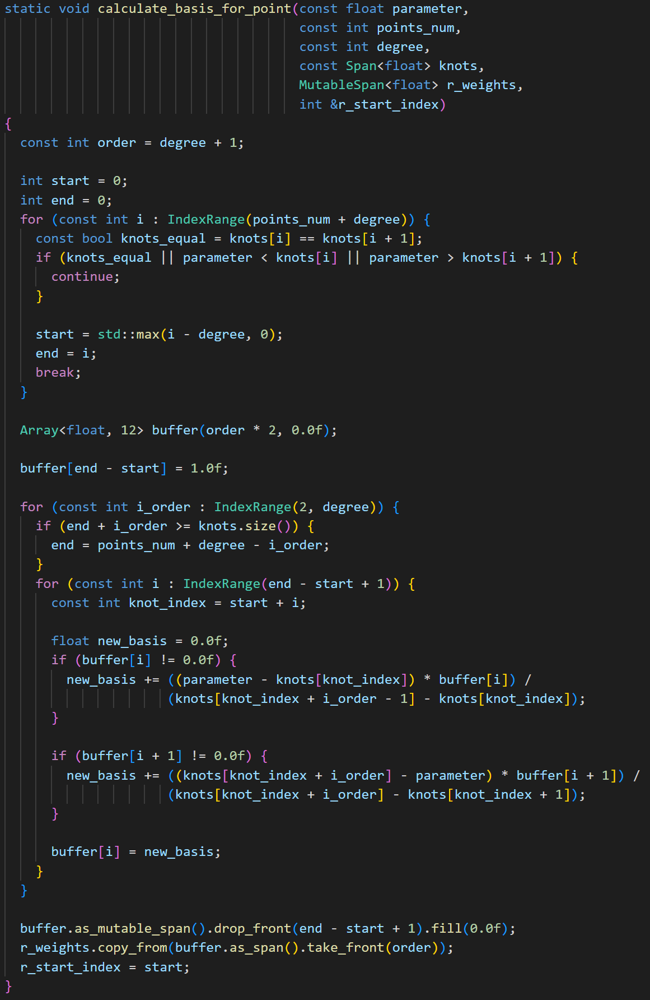 static void calculate_basis_for_point(const float parameter,
                                      const int points_num,
                                      const int degree,
                                      const Span<float> knots,
                                      MutableSpan<float> r_weights,
                                      int &r_start_index)
{
  const int order = degree + 1;

  int start = 0;
  int end = 0;
  for (const int i : IndexRange(points_num + degree)) {
    const bool knots_equal = knots[i] == knots[i + 1];
    if (knots_equal || parameter < knots[i] || parameter > knots[i + 1]) {
      continue;
    }

    start = std::max(i - degree, 0);
    end = i;
    break;
  }

  Array<float, 12> buffer(order * 2, 0.0f);

  buffer[end - start] = 1.0f;

  for (const int i_order : IndexRange(2, degree)) {
    if (end + i_order >= knots.size()) {
      end = points_num + degree - i_order;
    }
    for (const int i : IndexRange(end - start + 1)) {
      const int knot_index = start + i;

      float new_basis = 0.0f;
      if (buffer[i] != 0.0f) {
        new_basis += ((parameter - knots[knot_index]) * buffer[i]) /
                     (knots[knot_index + i_order - 1] - knots[knot_index]);
      }

      if (buffer[i + 1] != 0.0f) {
        new_basis += ((knots[knot_index + i_order] - parameter) * buffer[i + 1]) /
                     (knots[knot_index + i_order] - knots[knot_index + 1]);
      }

      buffer[i] = new_basis;
    }
  }

  buffer.as_mutable_span().drop_front(end - start + 1).fill(0.0f);
  r_weights.copy_from(buffer.as_span().take_front(order));
  r_start_index = start;
}